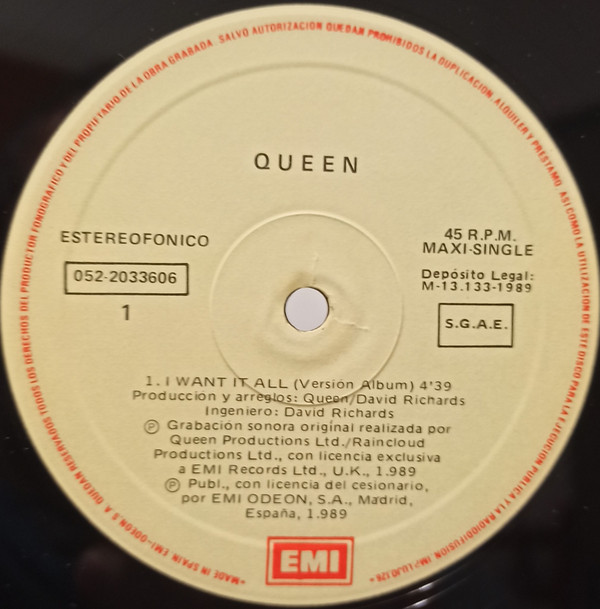 RESERVADOS TODOS LOS DERECHOS DEL PRODUCTOR FONOGRAFICO Y DEL PROPIETARIO DE LA OBRA GRABADA. SALVO AUTORIZACION QUEDAN PROHIBIDOS LA DUPLICACION, ALQUILER Y PRESTAMO, ASI COMO LA UTILIZACION DE ESTE DISCO PARA LA EJECUCION PUBLICA Y LA RADIODIFUSION.
MADE IN SPAIN. EMI-ODEON S.A. QUEDAN
QUEEN
ESTEREOFONICO
052-2033606
1
45 R.P.M.
MAXI-SINGLE
Depósito Legal:
M-13.133-1989
S.G.A.E.
1. I WANT IT ALL (Versión Album) 4'39
Producción y arreglos: Queen/David Richards
Ingeniero: David Richards
Ⓟ Grabación sonora original realizada por
Queen Productions Ltd./Raincloud
Productions Ltd., con licencia exclusiva
a EMI Records Ltd., U.K., 1.989
Ⓟ Publ., con licencia del cesionario,
por EMI ODEON, S.A., Madrid,
España, 1.989
EMI